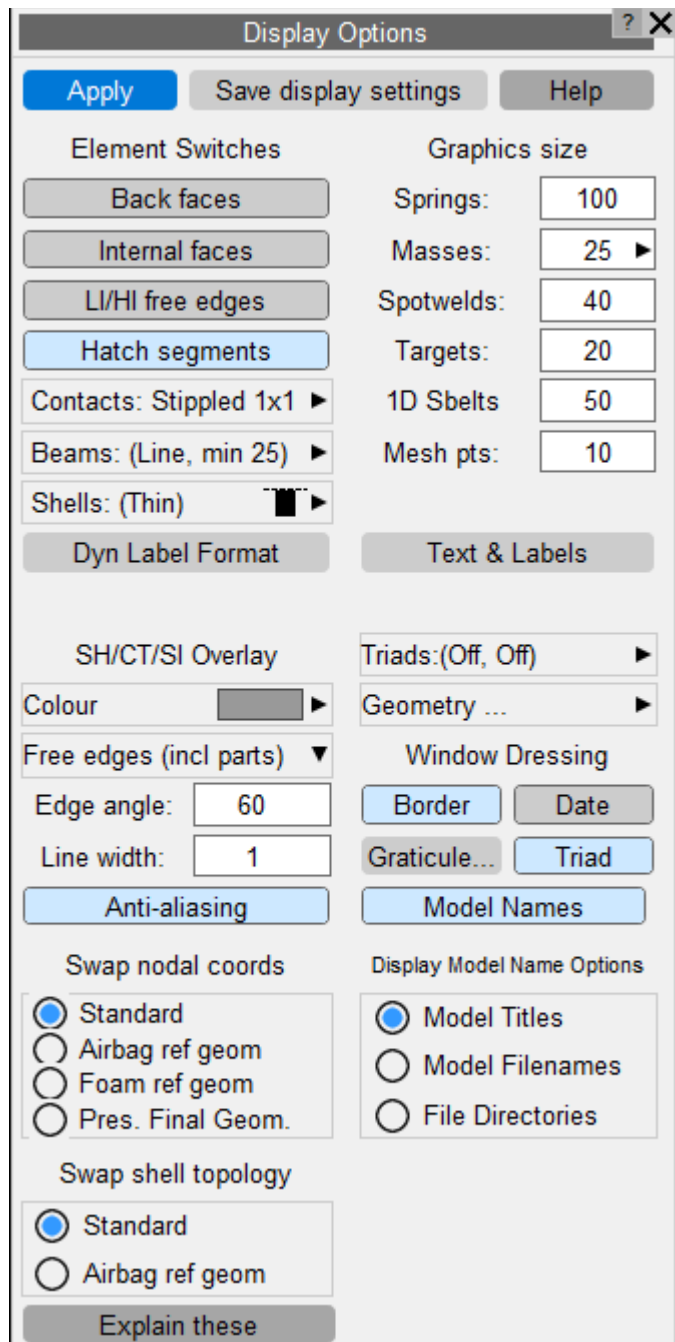 Display Options
?
Apply
Save display settings
Help
Element Switches
Graphics size
Back faces
Springs:
100
Internal faces
Masses:
25
LI/HI free edges
Spotwelds:
40
Hatch segments
Targets:
20
Contacts: Stippled 1x1
1D Sbelts
50
Beams: (Line, min 25)
Mesh pts:
10
Shells: (Thin)
Dyn Label Format
Text & Labels
SH/CT/SI Overlay
Triads:(Off, Off)
Colour
Geometry ...
Free edges (incl parts)
Window Dressing
Edge angle:
60
Border
Date
Line width:
1
Graticule...
Triad
Anti-aliasing
Model Names
Swap nodal coords
Display Model Name Options
Standard
Model Titles
Airbag ref geom
Foam ref geom
Model Filenames
Pres. Final Geom.
File Directories
Swap shell topology
Standard
Airbag ref geom
Explain these